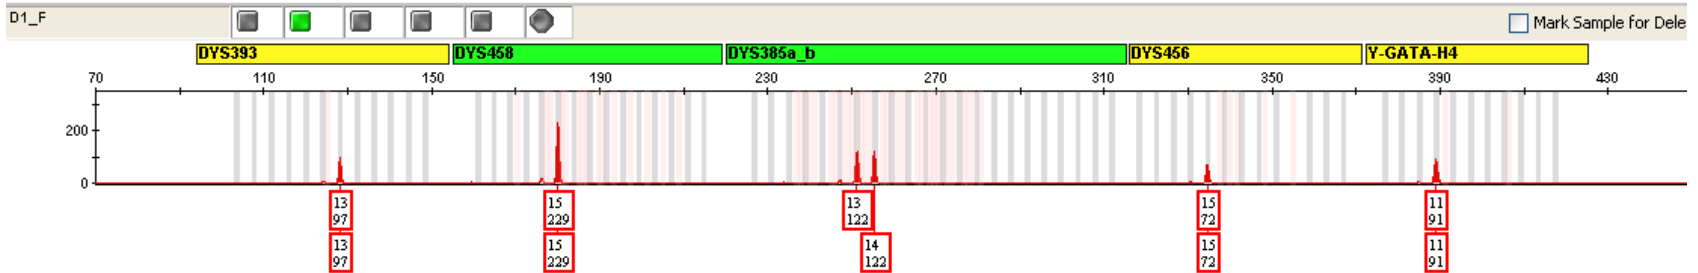 D1_F
Mark Sample for Dele
DYS393 DYS458 DYS385a_b DYS456 Y-GATA-H4
70 110 150 190 230 270 310 350 390 430
200
0
13 15 13 15 11
97 229 122 72 91
13 15 14 15 11
97 229 122 72 91